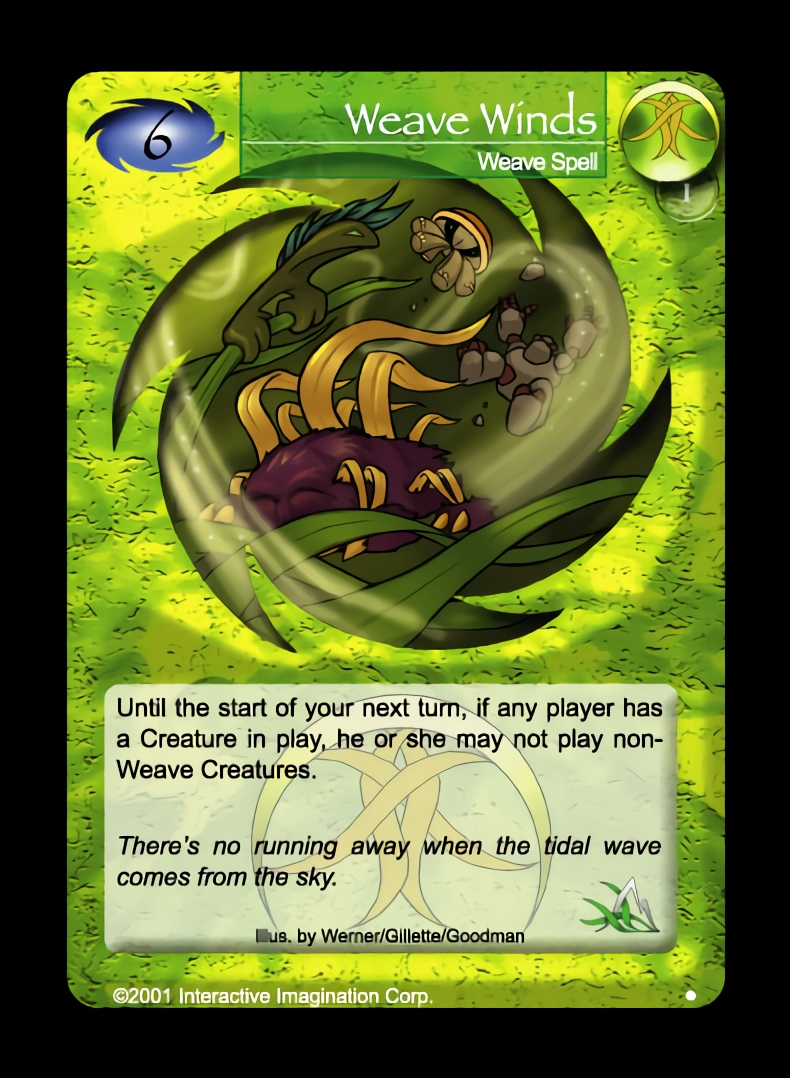 6
Weave Winds
Weave Spell
1
Until the start of your next turn, if any player has
a Creature in play, he or she may not play non-
Weave Creatures.
There's no running away when the tidal wave
comes from the sky.
Illus. by Werner/Gillette/Goodman
©2001 Interactive Imagination Corp.